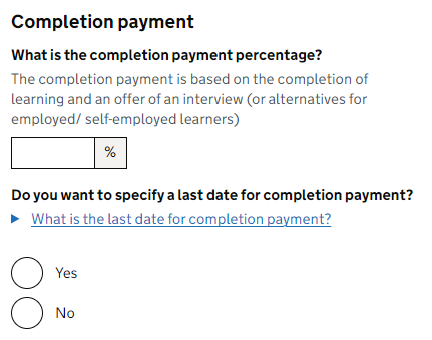 Completion payment
What is the completion payment percentage?
The completion payment is based on the completion of
learning and an offer of an interview (or alternatives for
employed/ self-employed learners)
%
Do you want to specify a last date for completion payment?
What is the last date for completion payment?
Yes
No